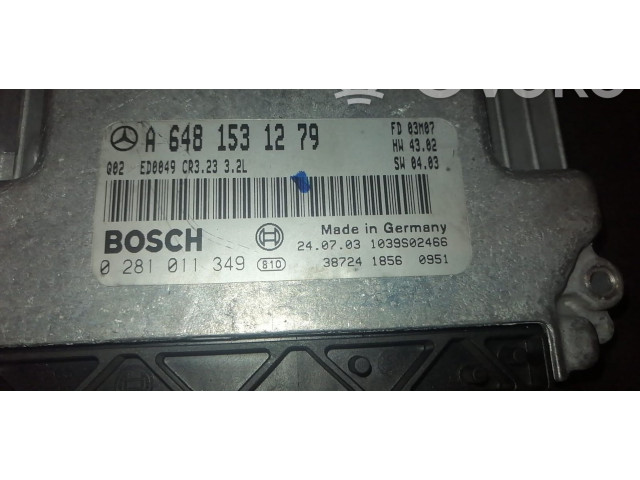 A 648 153 12 79
FD 03M07
HW 43.02
SW 04.03
Q02 ED0049 CR3.23 3.2L
BOSCH
Made in Germany
24.07.03 1039S02466
0 281 011 349 810
38724 1856 0951